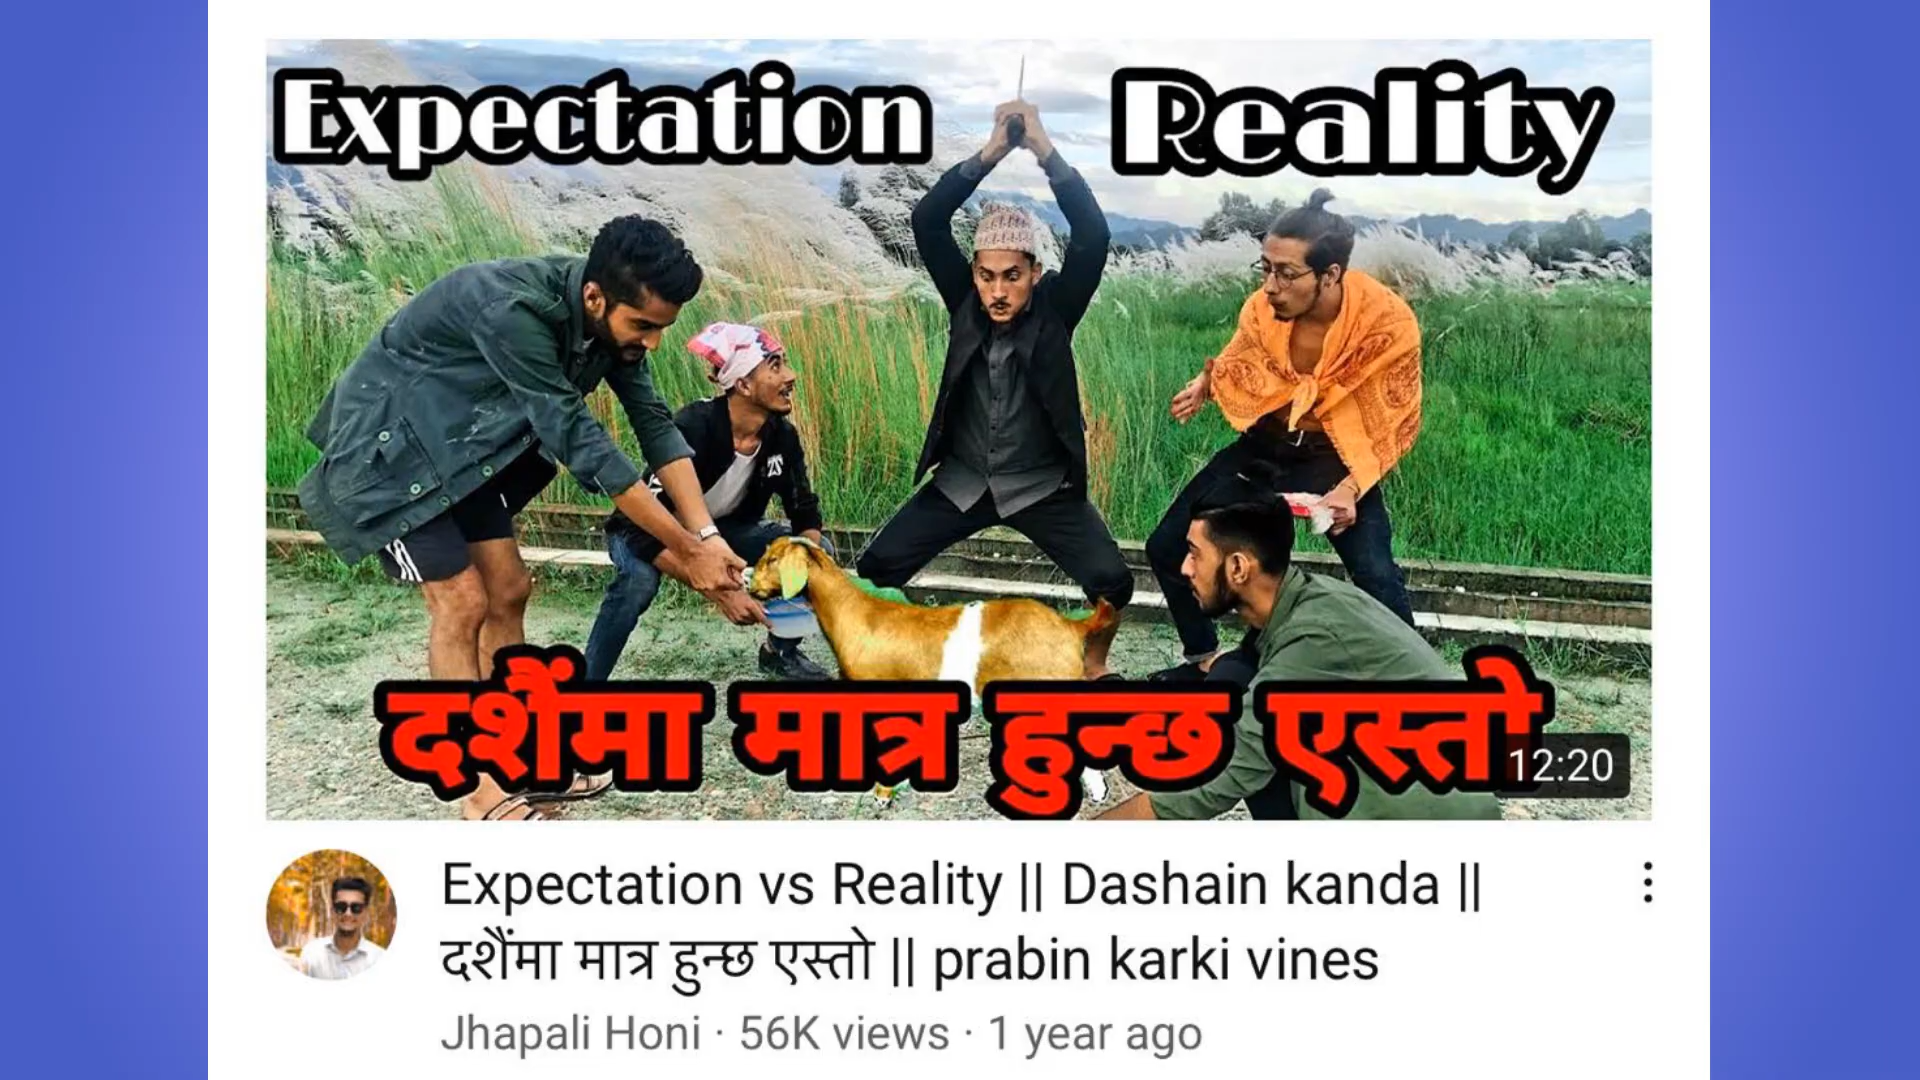 Expectation Reality
दशैंमा मात्र हुन्छ एस्तो
12:20
Expectation vs Reality || Dashain kanda ||
दशैंमा मात्र हुन्छ एस्तो || prabin karki vines
Jhapali Honi · 56K views · 1 year ago